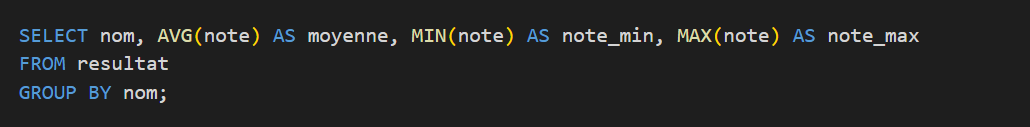 SELECT nom, AVG(note) AS moyenne, MIN(note) AS note_min, MAX(note) AS note_max
FROM resultat
GROUP BY nom;